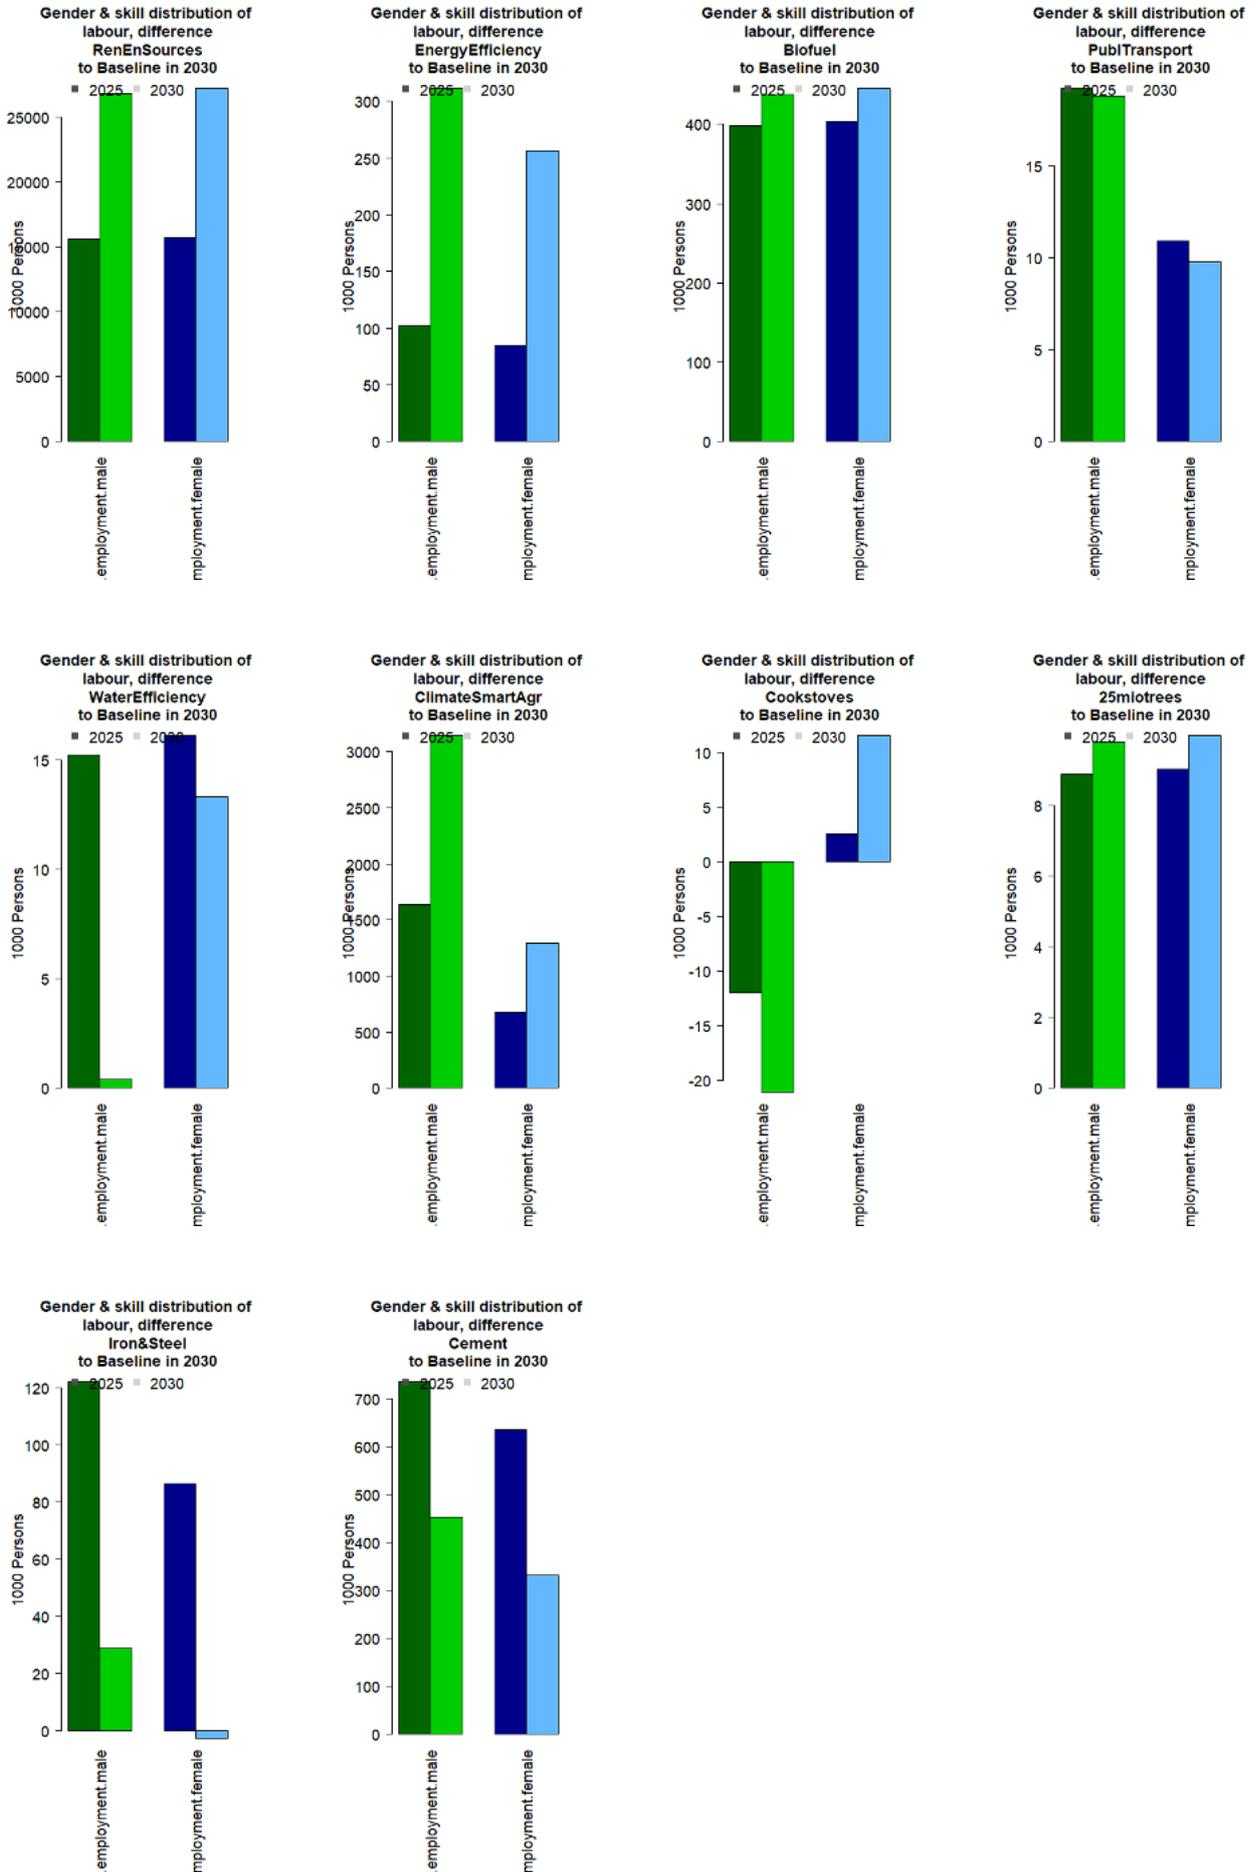 Gender & skill distribution of
labour, difference
RenEnSources
to Baseline in 2030
2025 2030
25000
20000
15000
10000
5000
0
1000 Persons
.employment.male
mployment.female
Gender & skill distribution of
labour, difference
EnergyEfficiency
to Baseline in 2030
2025 2030
300
250
200
150
100
50
0
1000 Persons
.employment.male
mployment.female
Gender & skill distribution of
labour, difference
Biofuel
to Baseline in 2030
2025 2030
400
300
200
100
0
1000 Persons
.employment.male
mployment.female
Gender & skill distribution of
labour, difference
PublTransport
to Baseline in 2030
2025 2030
15
10
5
0
1000 Persons
.employment.male
mployment.female
Gender & skill distribution of
labour, difference
WaterEfficiency
to Baseline in 2030
2025 2030
15
10
5
0
1000 Persons
.employment.male
mployment.female
Gender & skill distribution of
labour, difference
ClimateSmartAgr
to Baseline in 2030
2025 2030
3000
2500
2000
1500
1000
500
0
1000 Persons
.employment.male
mployment.female
Gender & skill distribution of
labour, difference
Cookstoves
to Baseline in 2030
2025 2030
10
5
0
-5
-10
-15
-20
1000 Persons
.employment.male
mployment.female
Gender & skill distribution of
labour, difference
25miotrees
to Baseline in 2030
2025 2030
8
6
4
2
0
1000 Persons
.employment.male
mployment.female
Gender & skill distribution of
labour, difference
Iron&Steel
to Baseline in 2030
2025 2030
120
100
80
60
40
20
0
1000 Persons
.employment.male
mployment.female
Gender & skill distribution of
labour, difference
Cement
to Baseline in 2030
2025 2030
700
600
500
400
300
200
100
0
1000 Persons
.employment.male
mployment.female